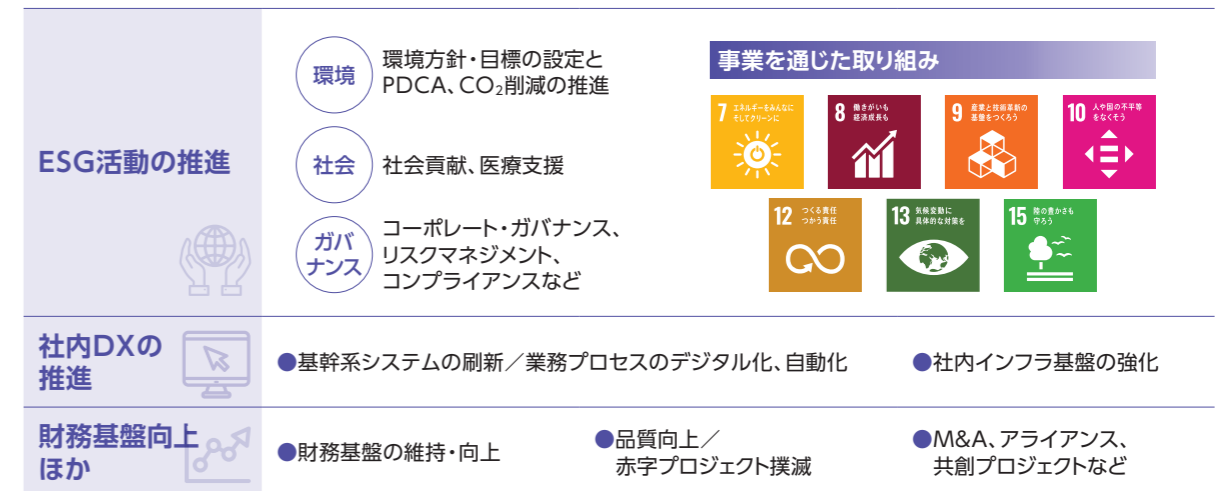 ESG活動の推進
環境
環境方針・目標の設定と
PDCA、CO₂削減の推進
社会
社会貢献、医療支援
ガバ
ナンス
コーポレート・ガバナンス、
リスクマネジメント、
コンプライアンスなど
事業を通じた取り組み
7 エネルギーをみんなに
そしてクリーンに
8 働きがいも
経済成長も
9 産業と技術革新の
基盤をつくろう
10 人や国の不平等
をなくそう
12 つくる責任
つかう責任
13 気候変動に
具体的な対策を
15 陸の豊かさも
守ろう
社内DXの
推進
●基幹系システムの刷新／業務プロセスのデジタル化、自動化
●社内インフラ基盤の強化
財務基盤向上
ほか
●財務基盤の維持・向上
●品質向上／
赤字プロジェクト撲滅
●M&A、アライアンス、
共創プロジェクトなど